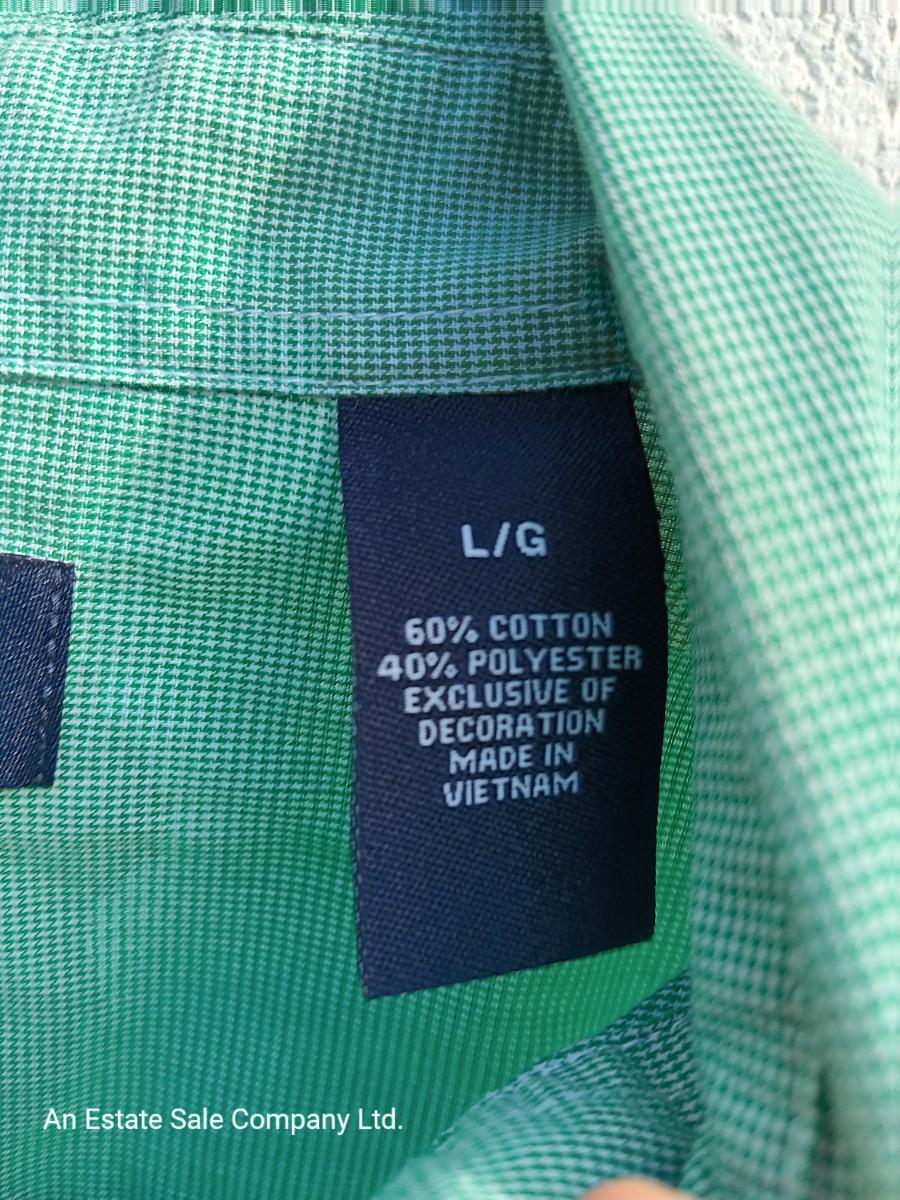 L/G
60% COTTON
40% POLYESTER
EXCLUSIVE OF
DECORATION
MADE IN
VIETNAM
An Estate Sale Company Ltd.